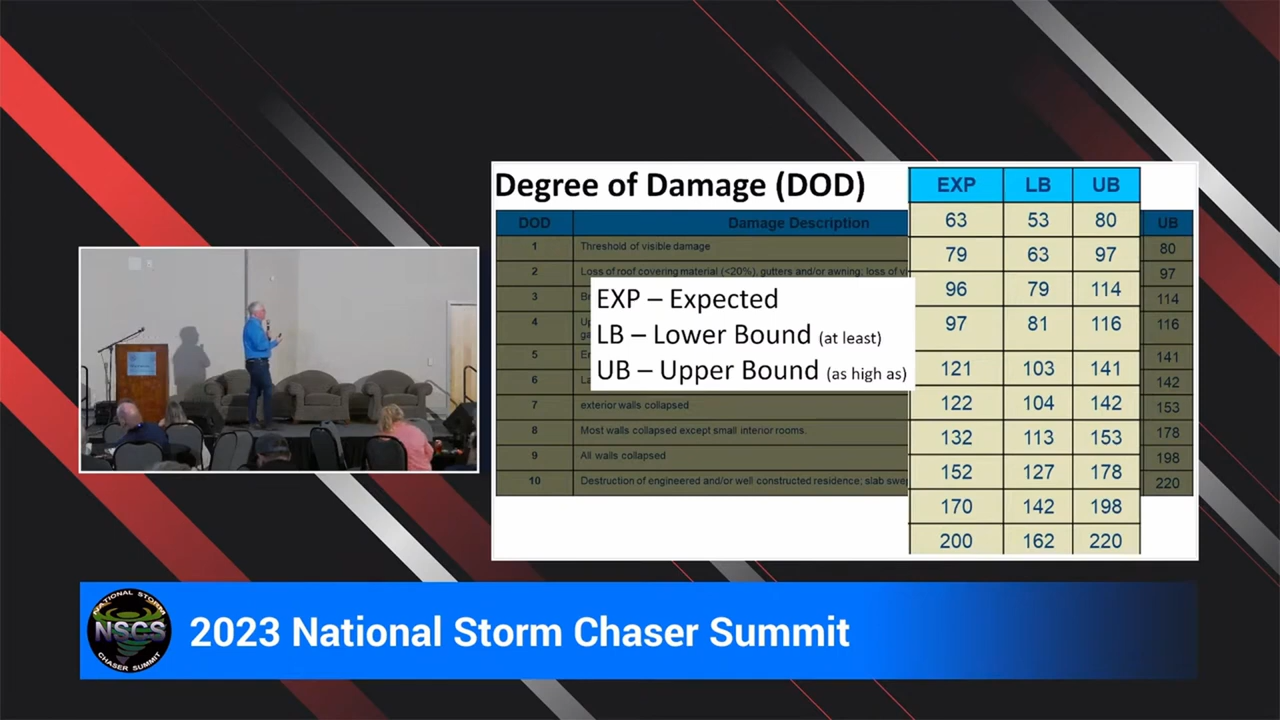 Degree of Damage (DOD)
EXP LB UB
DOD Damage Description UB
63 53 80
1 Threshold of visible damage 80
79 63 97
2 Loss of roof covering material (<20%), gutters and/or awning; loss of 97
96 79 114
3 114
EXP – Expected
97 81 116
4 116
LB – Lower Bound (at least)
121 103 141
5 141
UB – Upper Bound (as high as)
122 104 142
6 142
132 113 153
7 exterior walls collapsed 153
152 127 178
8 Most walls collapsed except small interior rooms. 178
170 142 198
9 All walls collapsed 198
200 162 220
10 Destruction of engineered and/or well constructed residence; slab 220
NATIONAL STORM
NSCS
CHASER SUMMIT
2023 National Storm Chaser Summit